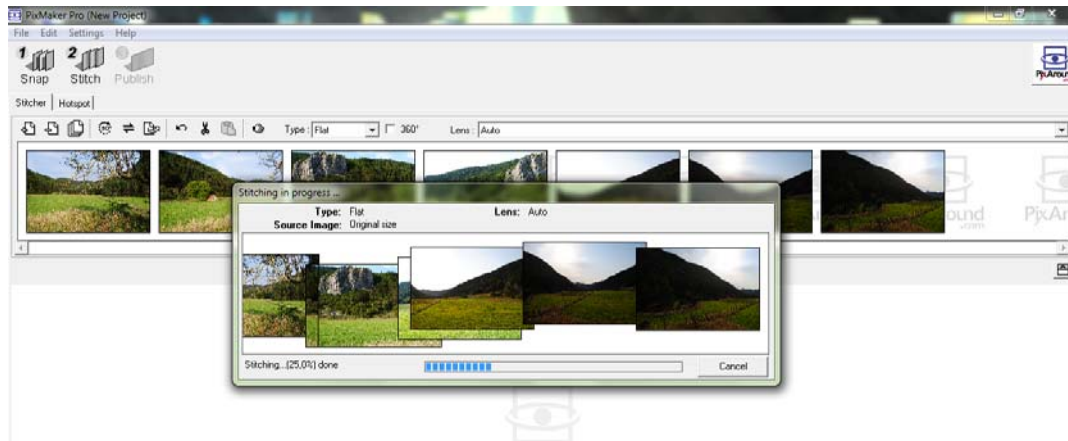 PixMaker Pro (New Project)
File Edit Settings Help
1 2
Snap Stitch Publish
Stitcher Hotspot
Type : Flat 360° Lens : Auto
Stitching in progress ...
Type: Flat Lens: Auto
Source Image: Original size
Stitching...(25,0%) done Cancel